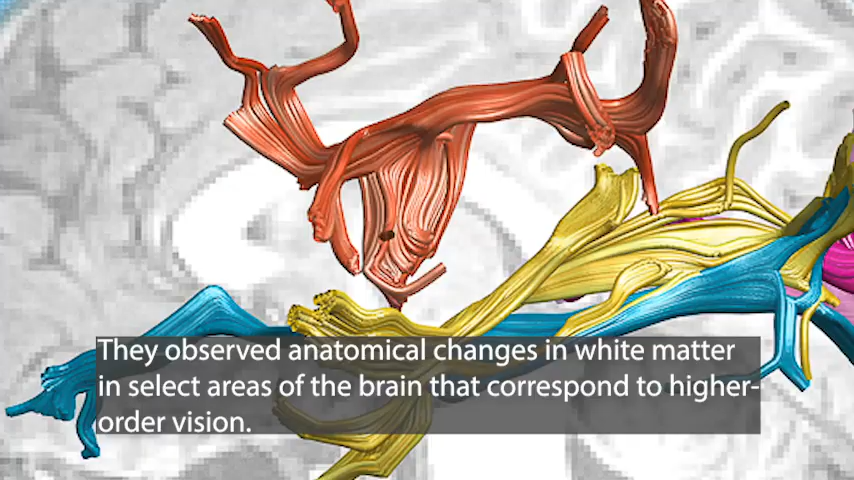 They observed anatomical changes in white matter
in select areas of the brain that correspond to higher-
order vision.